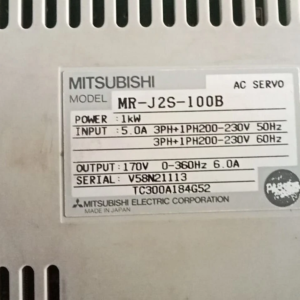 MITSUBISHI
AC SERVO
MODEL MR-J2S-100B
POWER : 1kW
INPUT : 5.0A 3PH+1PH200-230V 50Hz
3PH+1PH200-230V 60Hz
OUTPUT: 170V 0-360Hz 6.0A
SERIAL: V58N21113
TC300A184G52
MITSUBISHI ELECTRIC CORPORATION
MADE IN JAPAN
PASSED